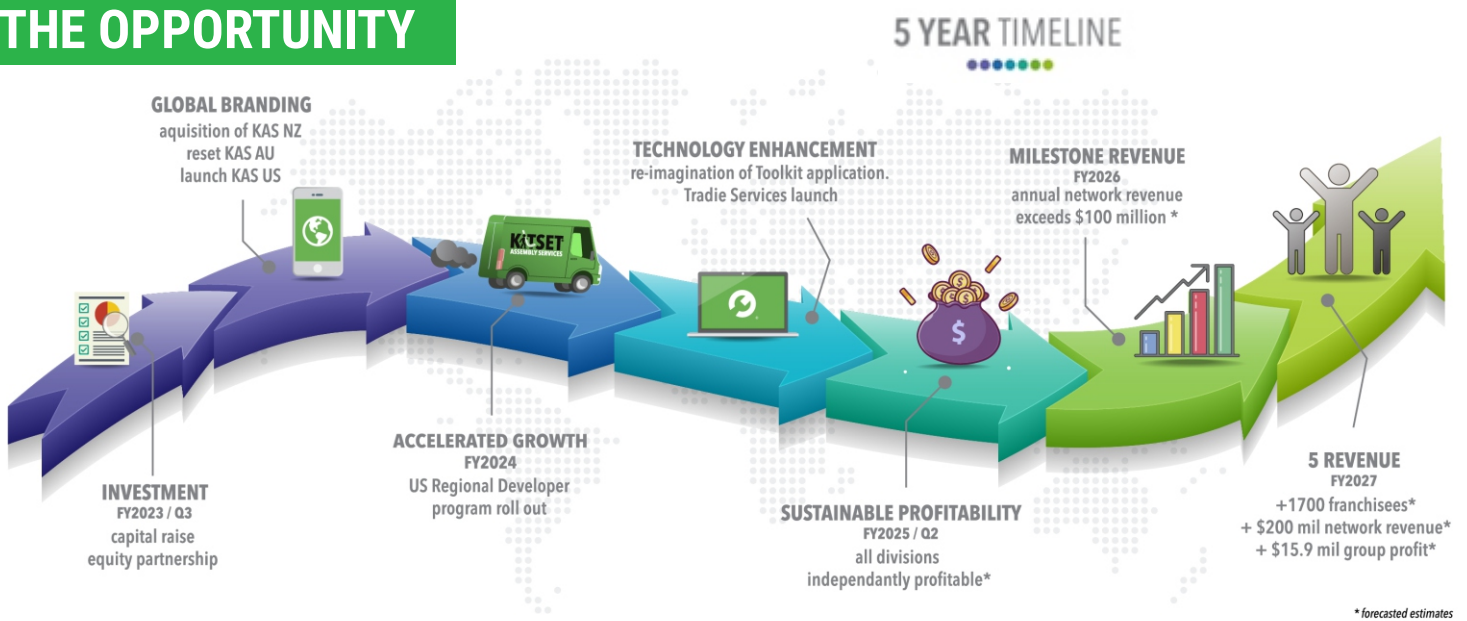 THE OPPORTUNITY
5 YEAR TIMELINE
GLOBAL BRANDING
aquisition of KAS NZ
reset KAS AU
launch KAS US
TECHNOLOGY ENHANCEMENT
re-imagination of Toolkit application.
Tradie Services launch
MILESTONE REVENUE
FY2026
annual network revenue
exceeds $100 million *
KITSET
ASSEMBLY SERVICES
$
INVESTMENT
FY2023 / Q3
capital raise
equity partnership
ACCELERATED GROWTH
FY2024
US Regional Developer
program roll out
SUSTAINABLE PROFITABILITY
FY2025 / Q2
all divisions
independantly profitable*
5 REVENUE
FY2027
+1700 franchisees*
+ $200 mil network revenue*
+ $15.9 mil group profit*
* forecasted estimates